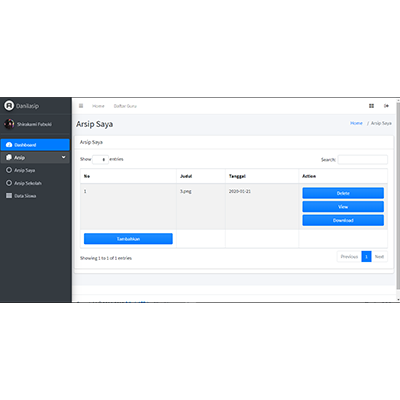 Danilasip
Home Daftar Guru
Shirakami Fubuki
Arsip Saya
Home / Arsip Saya
Dashboard
Arsip
Arsip Saya
Arsip Sekolah
Data Siswa
Arsip Saya
Show entries
Search:
No Judul Tanggal Action
1 3.png 2020-01-21
Delete
View
Download
Tambahkan
Showing 1 to 1 of 1 entries
Previous 1 Next